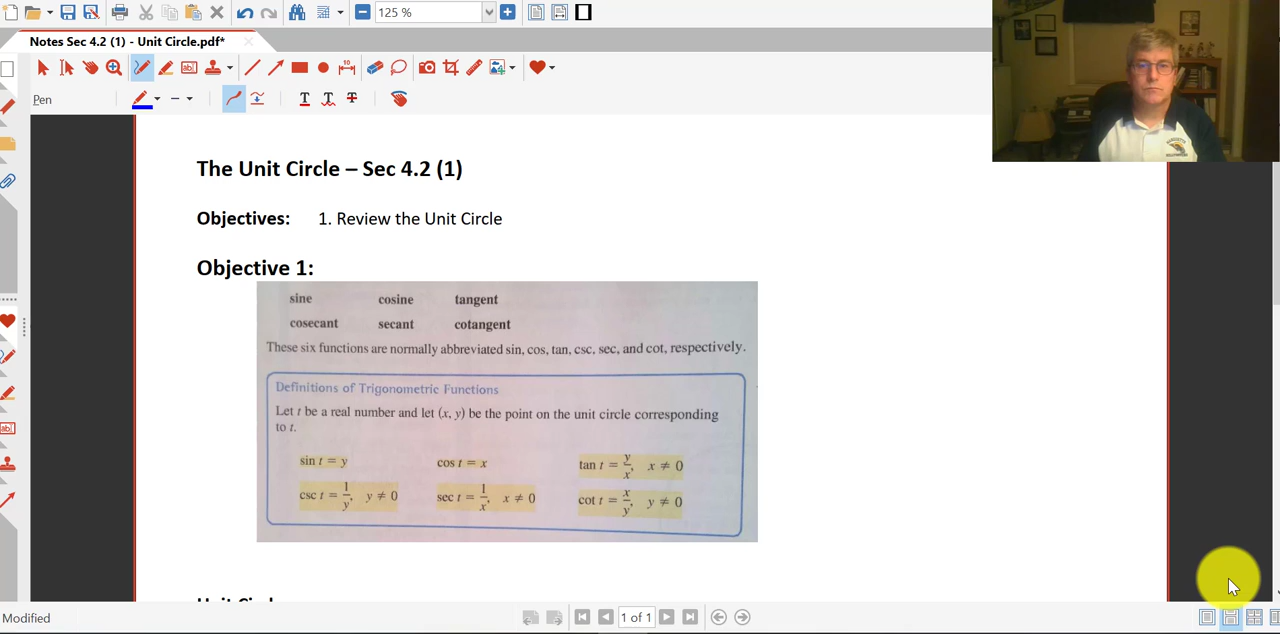 125 %
Notes Sec 4.2 (1) - Unit Circle.pdf*
Pen
The Unit Circle – Sec 4.2 (1)
Objectives: 1. Review the Unit Circle
Objective 1:
sine cosine tangent
cosecant secant cotangent
These six functions are normally abbreviated sin, cos, tan, csc, sec, and cot, respectively.
Definitions of Trigonometric Functions
Let t be a real number and let (x, y) be the point on the unit circle corresponding
to t.
sin t = y cos t = x tan t = y/x, x ≠ 0
csc t = 1/y, y ≠ 0 sec t = 1/x, x ≠ 0 cot t = x/y, y ≠ 0
Unit Circle
Modified 1 of 1